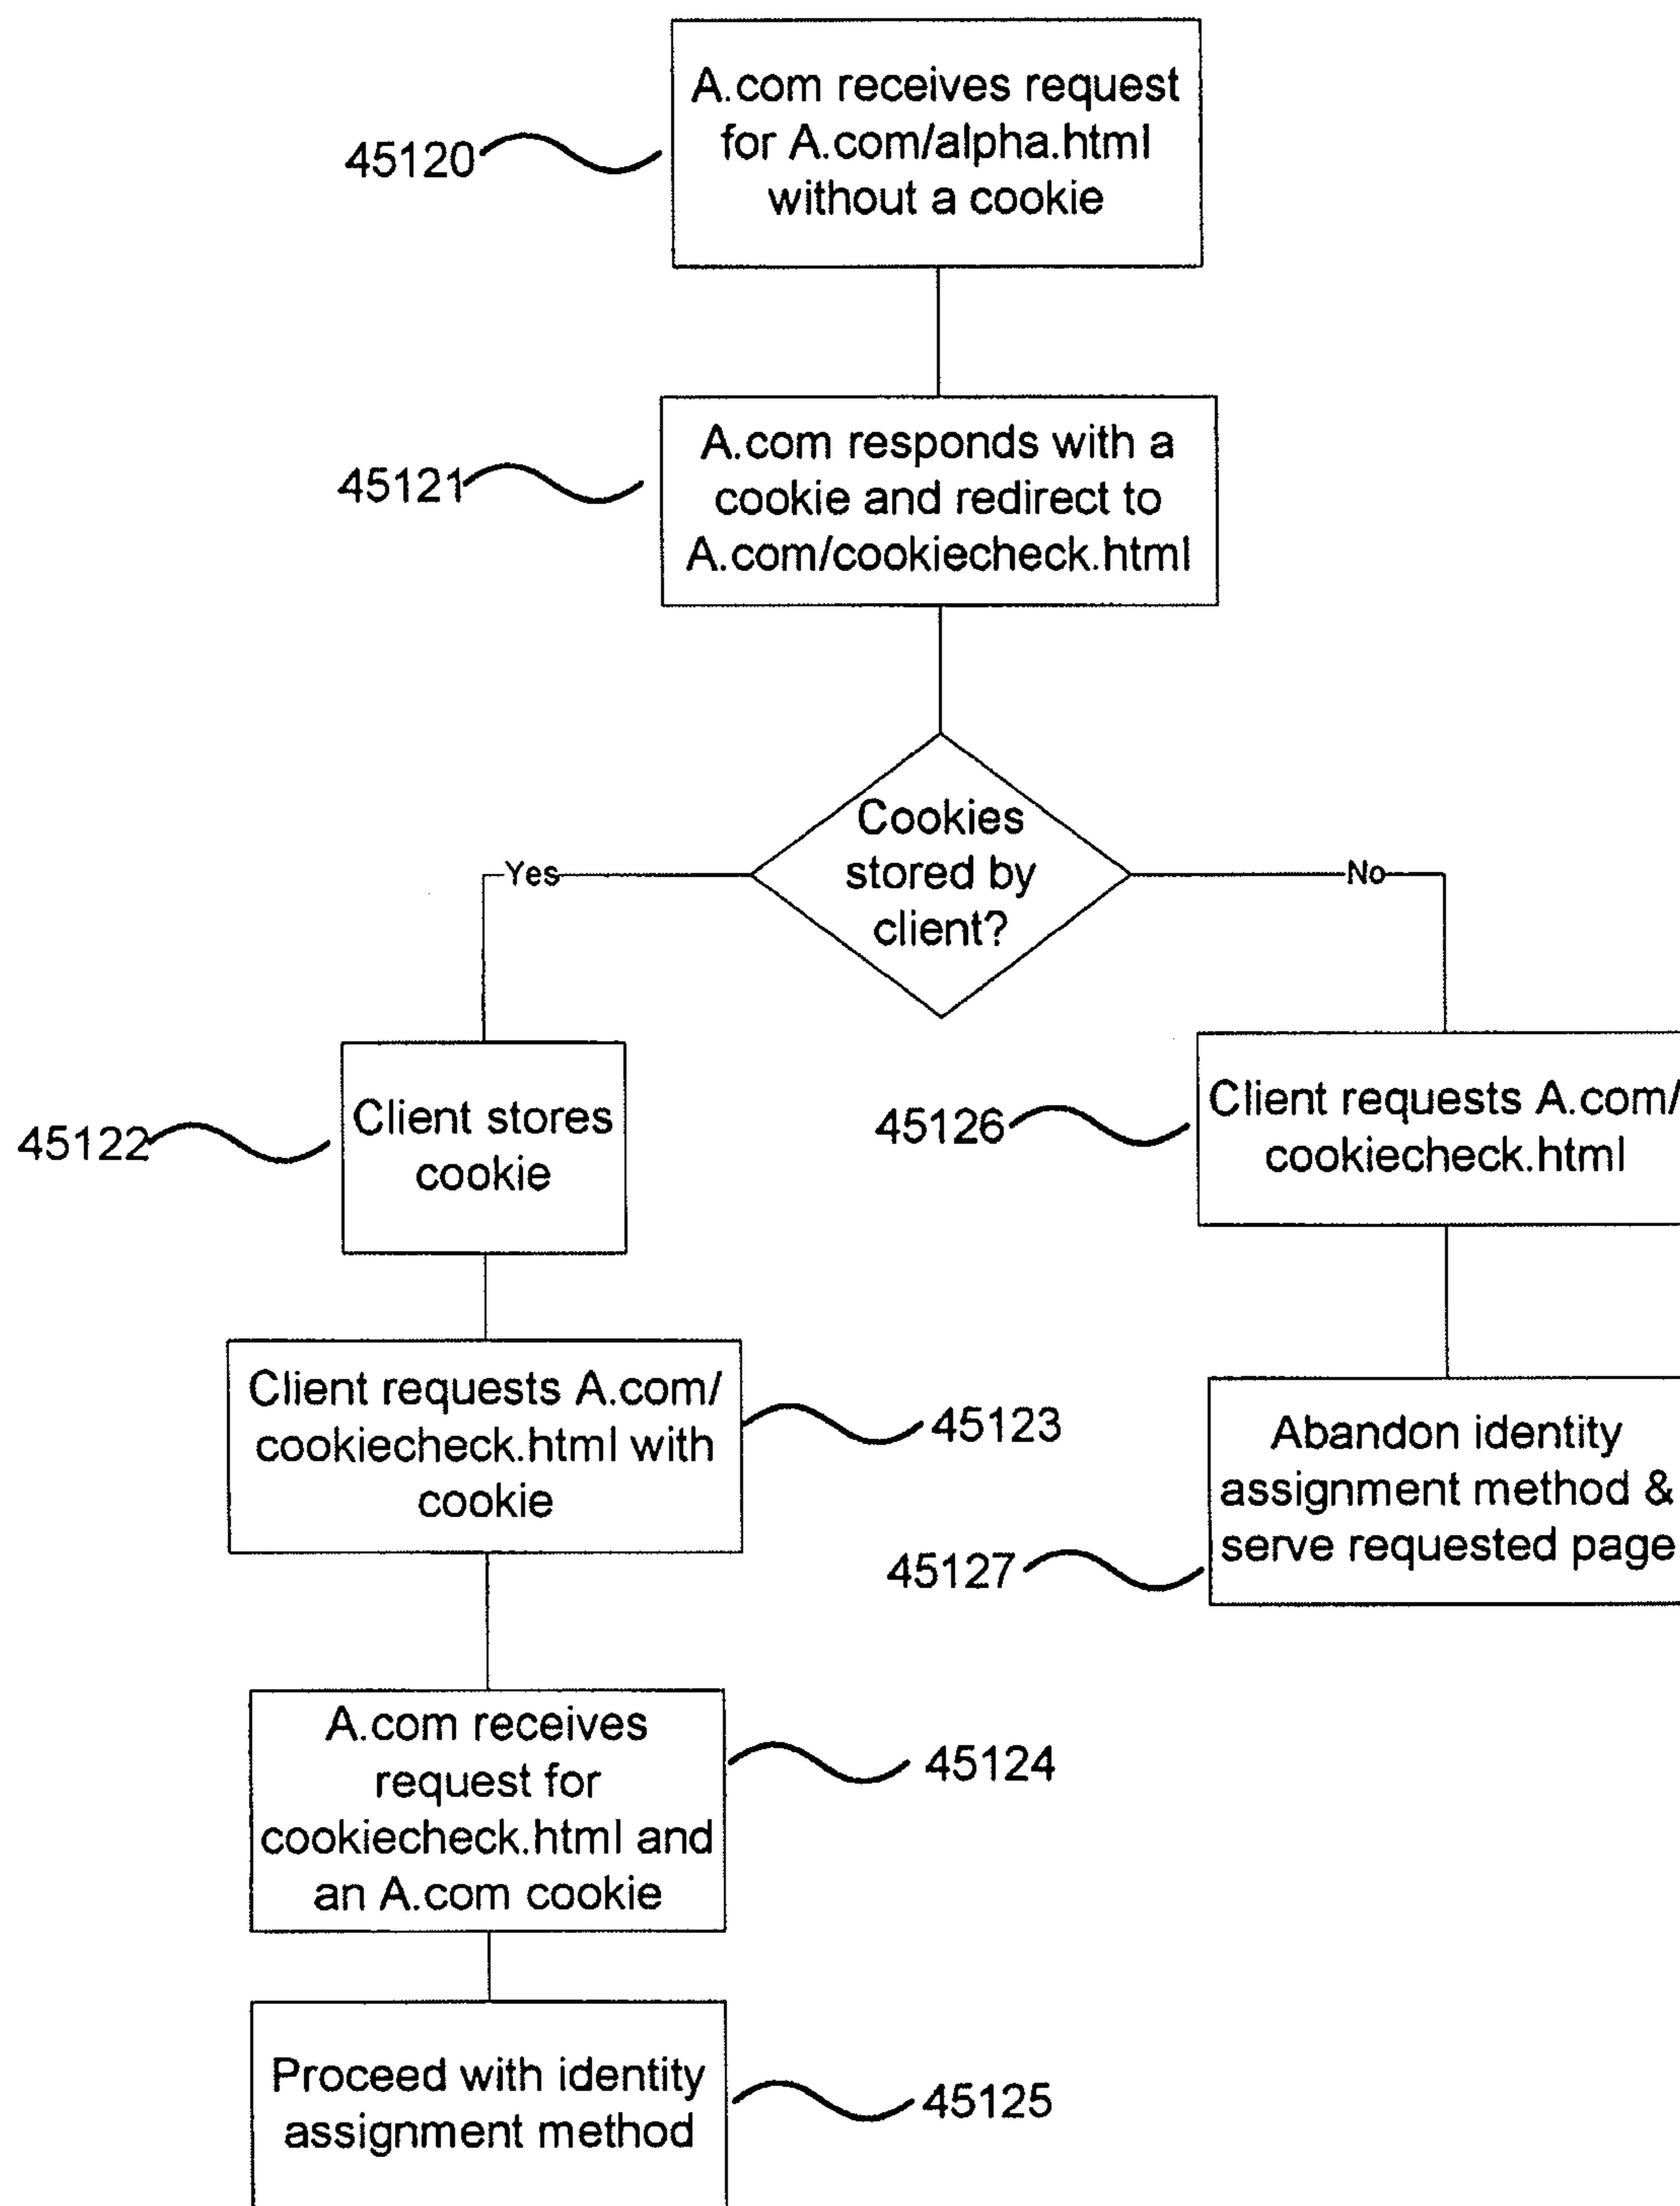 A.com receives request
for A.com/alpha.html
without a cookie
45120
A.com responds with a
cookie and redirect to
A.com/cookiecheck.html
45121
Cookies
stored by
client?
Yes
No
Client stores
cookie
45122
Client requests A.com/
cookiecheck.html
45126
Client requests A.com/
cookiecheck.html with
cookie
45123
Abandon identity
assignment method &
serve requested page
45127
A.com receives
request for
cookiecheck.html and
an A.com cookie
45124
Proceed with identity
assignment method
45125